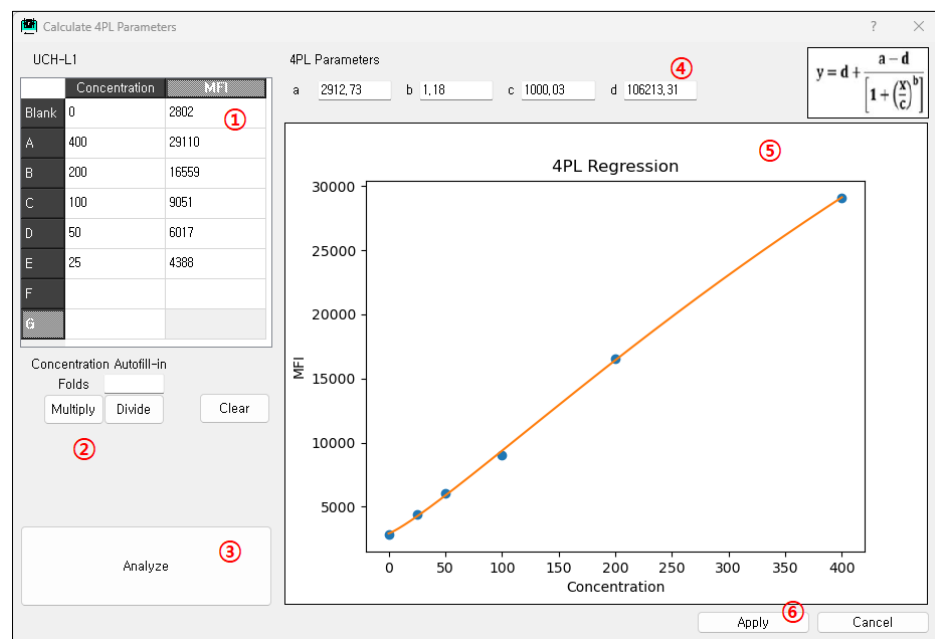 Calculate 4PL Parameters ? ×
UCH-L1
Concentration MFI
Blank 0 2802
A 400 29110
B 200 16559
C 100 9051
D 50 6017
E 25 4388
F
G
①
Concentration Autofill-in
Folds
Multiply Divide Clear
②
Analyze ③
4PL Parameters ④
a 2912,73 b 1,18 c 1000,03 d 106213,31
y = d + (a − d) / [1 + (x/c)^b]
⑤
4PL Regression
MFI
30000
25000
20000
15000
10000
5000
0 50 100 150 200 250 300 350 400
Concentration
Apply ⑥ Cancel